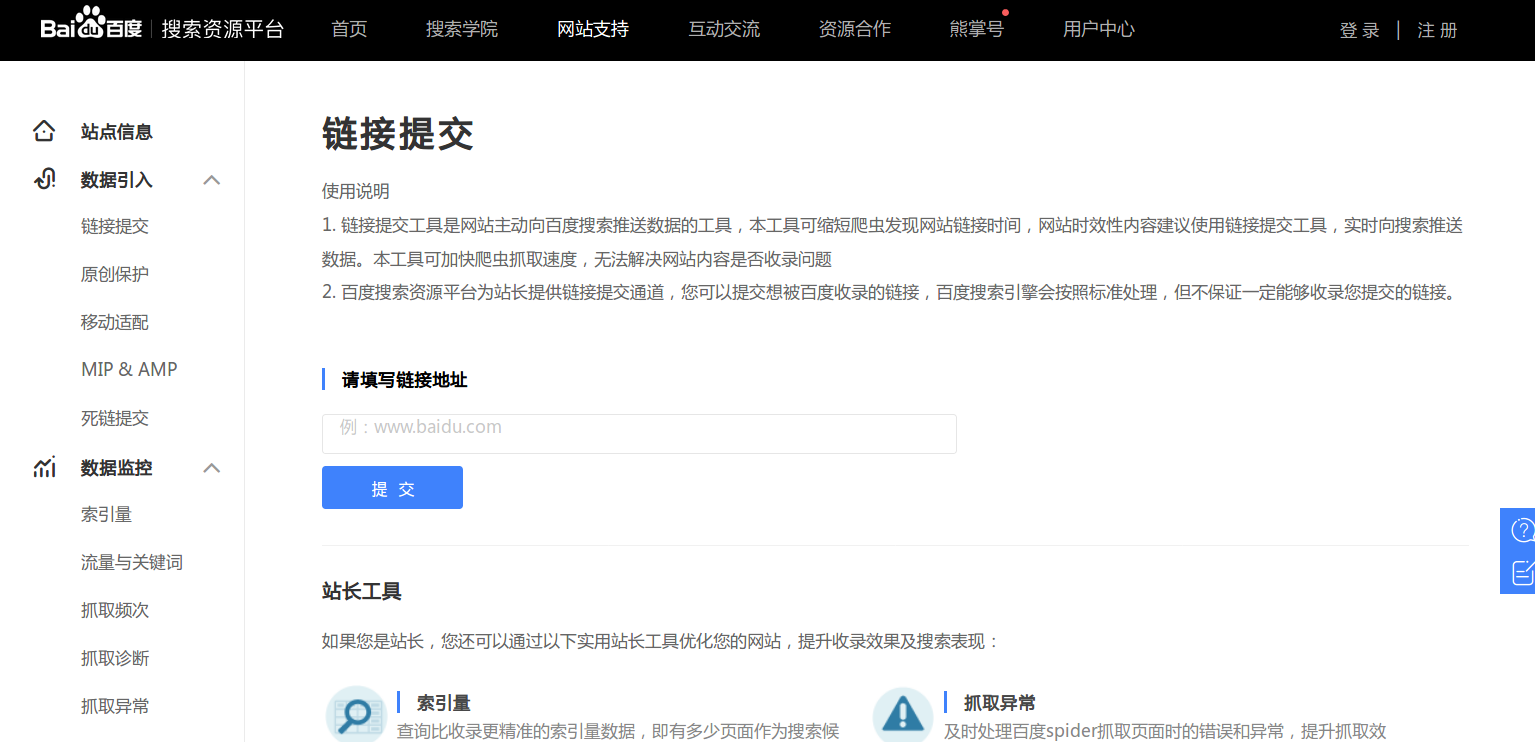 Bai du 百度 | 搜索资源平台 首页 搜索学院 网站支持 互动交流 资源合作 熊掌号 用户中心 登录 | 注册
站点信息
数据引入
链接提交
原创保护
移动适配
MIP & AMP
死链提交
数据监控
索引量
流量与关键词
抓取频次
抓取诊断
抓取异常
链接提交
使用说明
1. 链接提交工具是网站主动向百度搜索推送数据的工具，本工具可缩短爬虫发现网站链接时间，网站时效性内容建议使用链接提交工具，实时向搜索推送
数据。本工具可加快爬虫抓取速度，无法解决网站内容是否收录问题
2. 百度搜索资源平台为站长提供链接提交通道，您可以提交想被百度收录的链接，百度搜索引擎会按照标准处理，但不保证一定能够收录您提交的链接。
请填写链接地址
例：www.baidu.com
提 交
站长工具
如果您是站长，您还可以通过以下实用站长工具优化您的网站，提升收录效果及搜索表现：
索引量
查询比收录更精准的索引量数据，即有多少页面作为搜索候
抓取异常
及时处理百度spider抓取页面时的错误和异常，提升抓取效